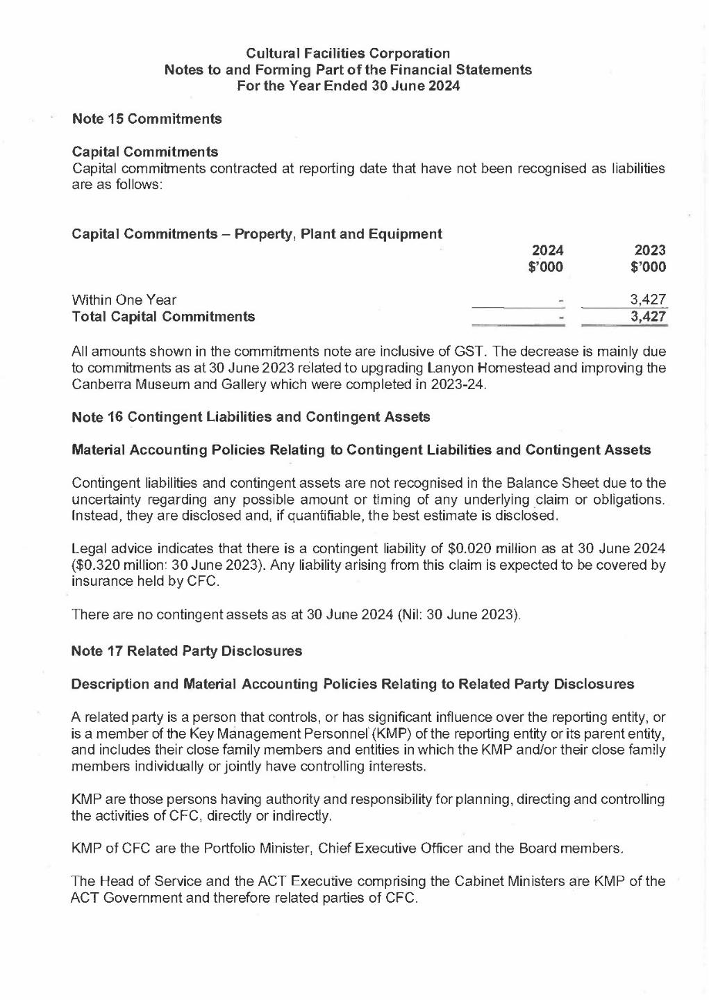 Cultural Facilities Corporation
Notes to and Forming Part of the Financial Statements
For the Year Ended 30 June 2024
Note 15 Commitments
Capital Commitments
Capital commitments contracted at reporting date that have not been recognised as liabilities
are as follows:
Capital Commitments – Property, Plant and Equipment
2024 2023
$'000 $'000
Within One Year - 3,427
Total Capital Commitments - 3,427
All amounts shown in the commitments note are inclusive of GST. The decrease is mainly due
to commitments as at 30 June 2023 related to upgrading Lanyon Homestead and improving the
Canberra Museum and Gallery which were completed in 2023-24.
Note 16 Contingent Liabilities and Contingent Assets
Material Accounting Policies Relating to Contingent Liabilities and Contingent Assets
Contingent liabilities and contingent assets are not recognised in the Balance Sheet due to the
uncertainty regarding any possible amount or timing of any underlying claim or obligations.
Instead, they are disclosed and, if quantifiable, the best estimate is disclosed.
Legal advice indicates that there is a contingent liability of $0.020 million as at 30 June 2024
($0.320 million: 30 June 2023). Any liability arising from this claim is expected to be covered by
insurance held by CFC.
There are no contingent assets as at 30 June 2024 (Nil: 30 June 2023).
Note 17 Related Party Disclosures
Description and Material Accounting Policies Relating to Related Party Disclosures
A related party is a person that controls, or has significant influence over the reporting entity, or
is a member of the Key Management Personnel (KMP) of the reporting entity or its parent entity,
and includes their close family members and entities in which the KMP and/or their close family
members individually or jointly have controlling interests.
KMP are those persons having authority and responsibility for planning, directing and controlling
the activities of CFC, directly or indirectly.
KMP of CFC are the Portfolio Minister, Chief Executive Officer and the Board members.
The Head of Service and the ACT Executive comprising the Cabinet Ministers are KMP of the
ACT Government and therefore related parties of CFC.